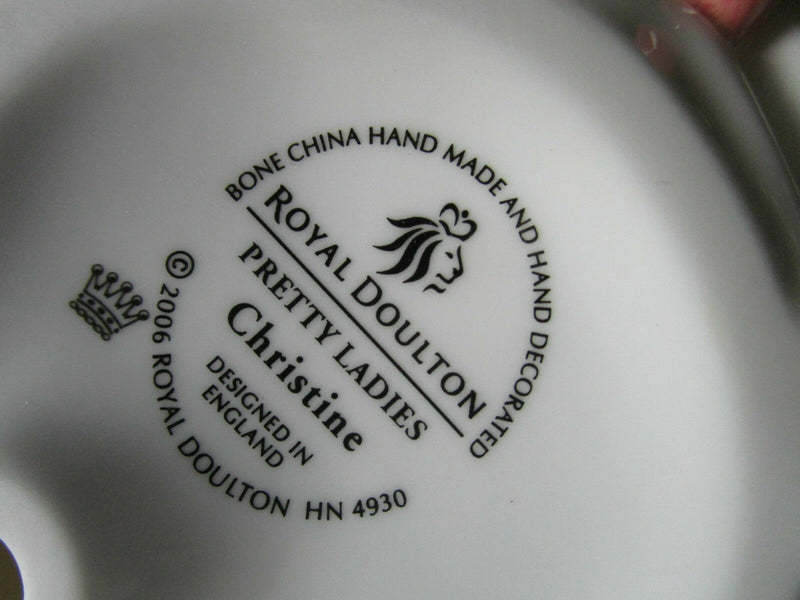 BONE CHINA HAND MADE AND HAND DECORATED
ROYAL DOULTON
PRETTY LADIES
Christine
DESIGNED IN
ENGLAND
© 2006 ROYAL DOULTON HN 4930